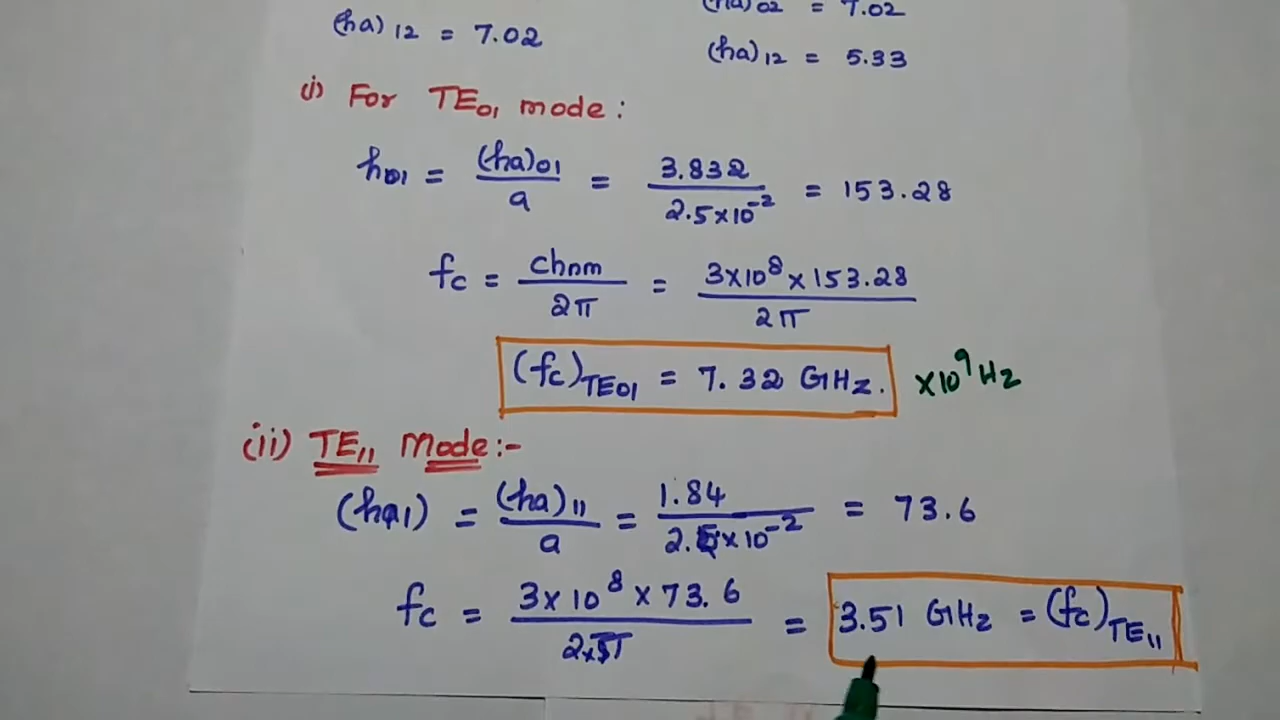 (ha)02 = 7.02
(ha)12 = 7.02
(ha)12 = 5.33
(i) For TE01 mode:
h01 = (ha)01 / a = 3.832 / 2.5×10^-2 = 153.28
fc = chnm / 2π = 3×10^8 × 153.28 / 2π
(fc)TE01 = 7.32 GHz. ×10^9 Hz
(ii) TE11 Mode:-
= (ha)11 / a = 1.84 / 2.5×10^-2 = 73.6
fc = 3×10^8 × 73.6 / 2×π = 3.51 GHz = (fc)TE11